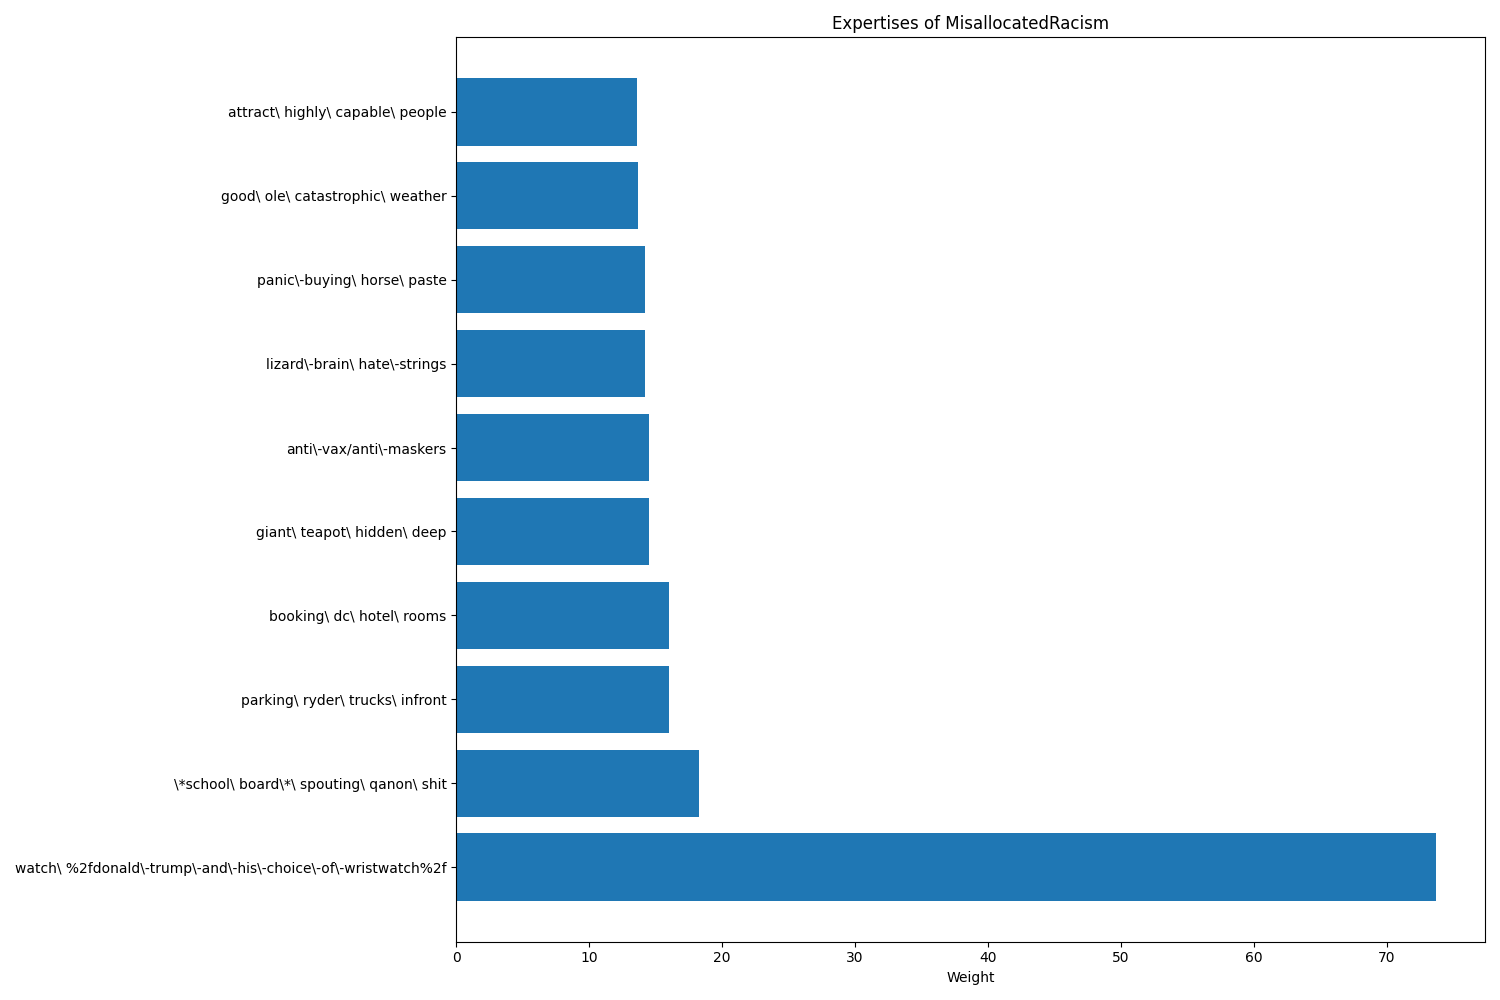 Expertises of MisallocatedRacism
attract\ highly\ capable\ people
good\ ole\ catastrophic\ weather
panic\-buying\ horse\ paste
lizard\-brain\ hate\-strings
anti\-vax/anti\-maskers
giant\ teapot\ hidden\ deep
booking\ dc\ hotel\ rooms
parking\ ryder\ trucks\ infront
\*school\ board\*\ spouting\ qanon\ shit
watch\ %2fdonald\-trump\-and\-his\-choice\-of\-wristwatch%2f
0 10 20 30 40 50 60 70
Weight